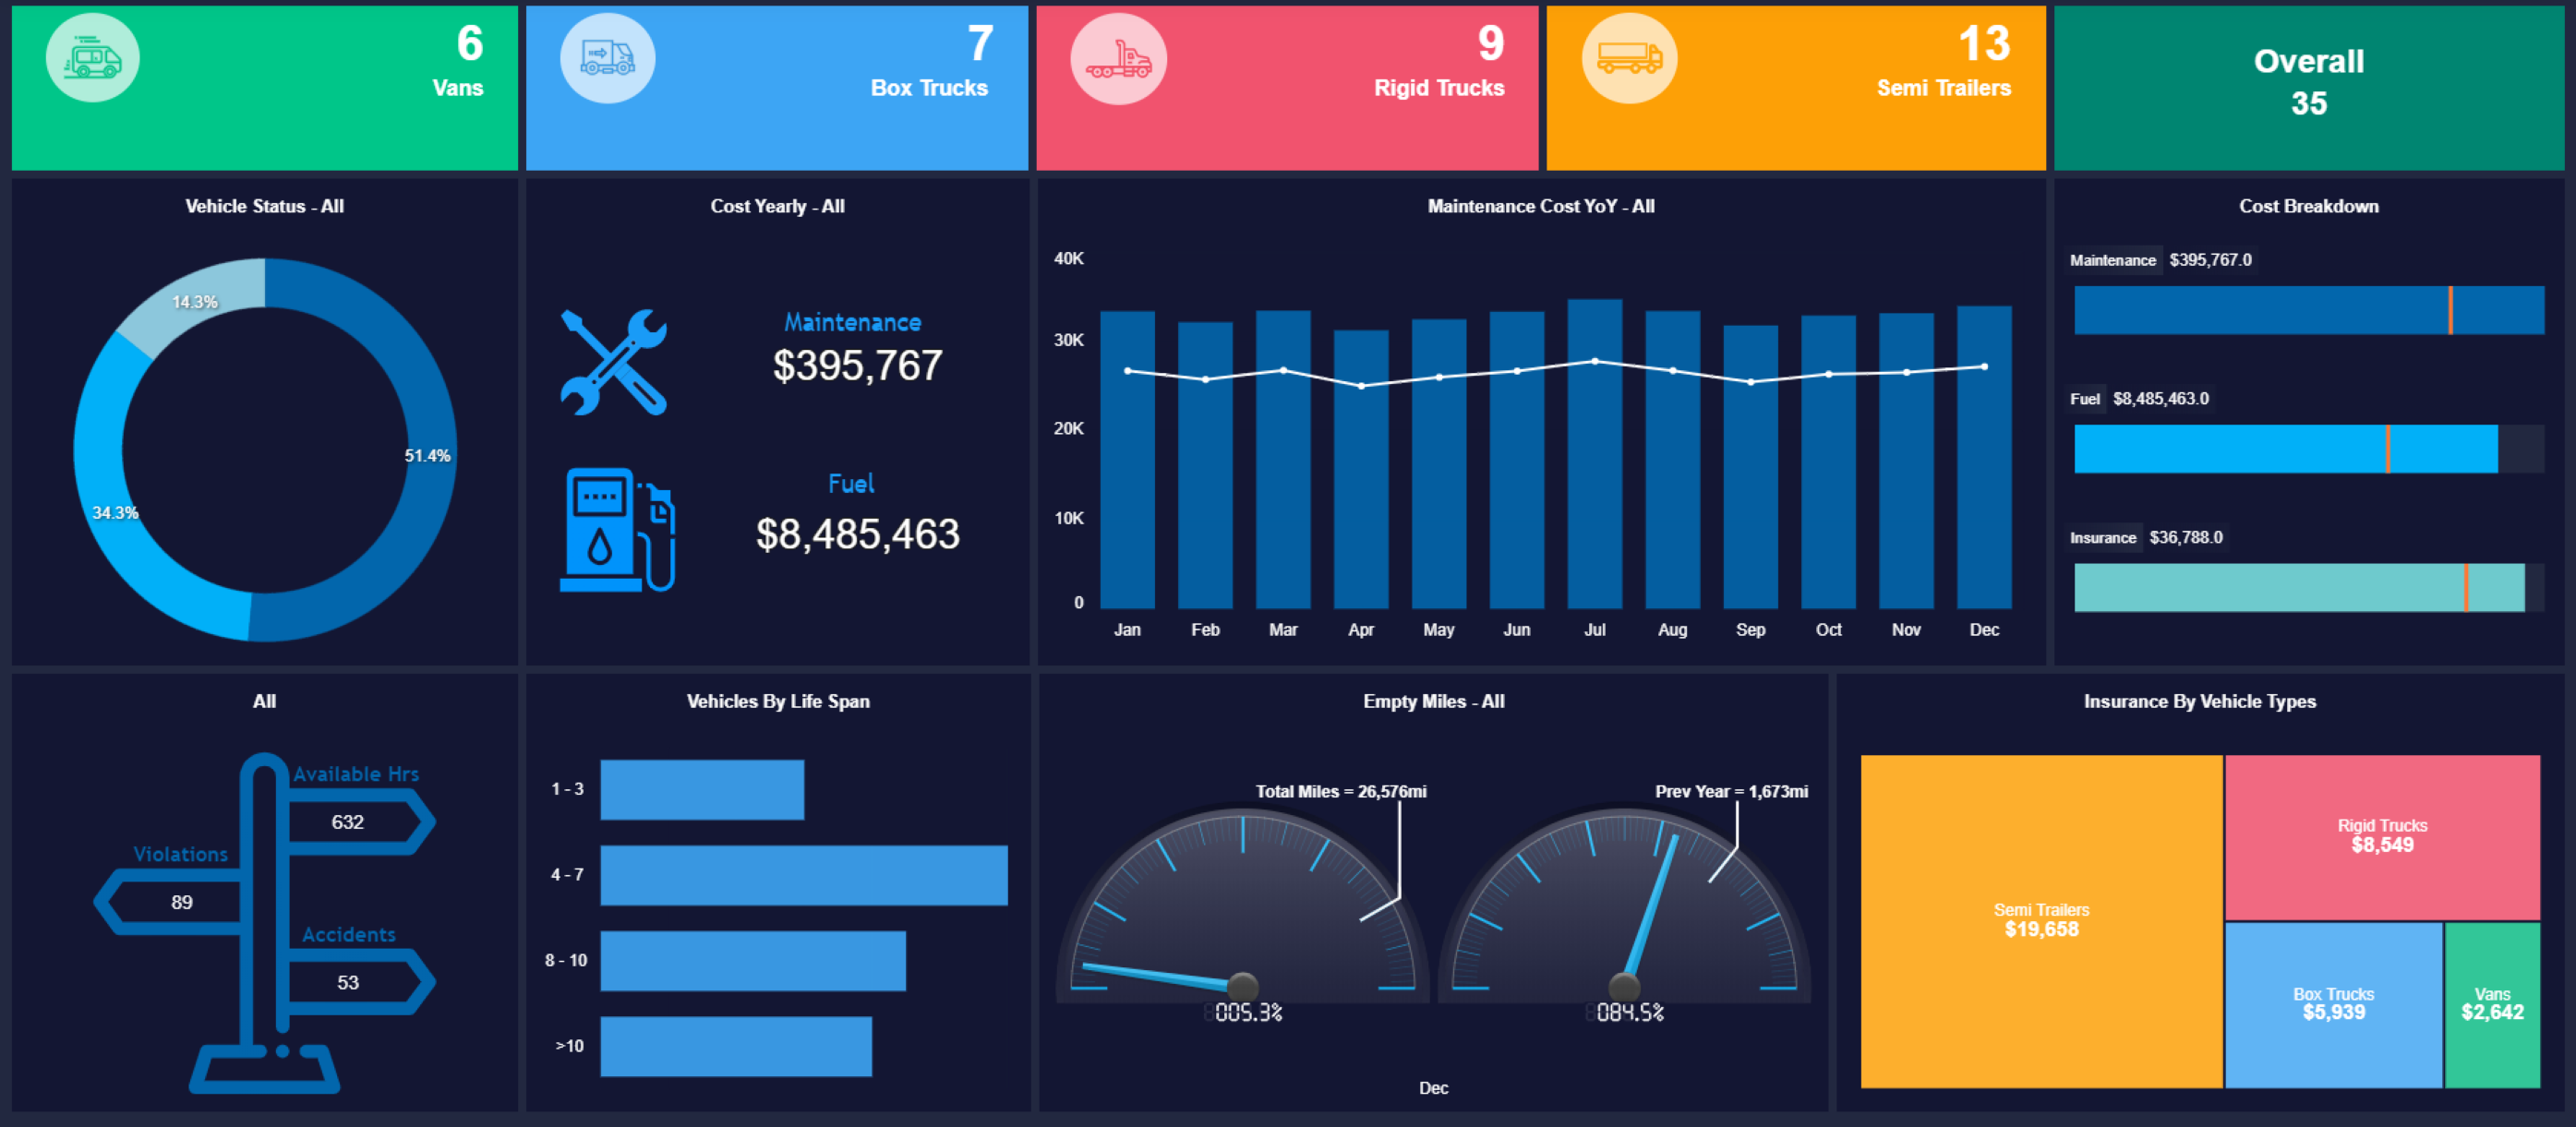 6
Vans
7
Box Trucks
9
Rigid Trucks
13
Semi Trailers
Overall
35
Vehicle Status - All
14.3%
51.4%
34.3%
Cost Yearly - All
Maintenance
$395,767
Fuel
$8,485,463
Maintenance Cost YoY - All
40K
30K
20K
10K
0
Jan Feb Mar Apr May Jun Jul Aug Sep Oct Nov Dec
Cost Breakdown
Maintenance $395,767.0
Fuel $8,485,463.0
Insurance $36,788.0
All
Available Hrs
632
Violations
89
Accidents
53
Vehicles By Life Span
1 - 3
4 - 7
8 - 10
>10
Empty Miles - All
Total Miles = 26,576mi
Prev Year = 1,673mi
005.3%
084.5%
Dec
Insurance By Vehicle Types
Semi Trailers
$19,658
Rigid Trucks
$8,549
Box Trucks
$5,939
Vans
$2,642